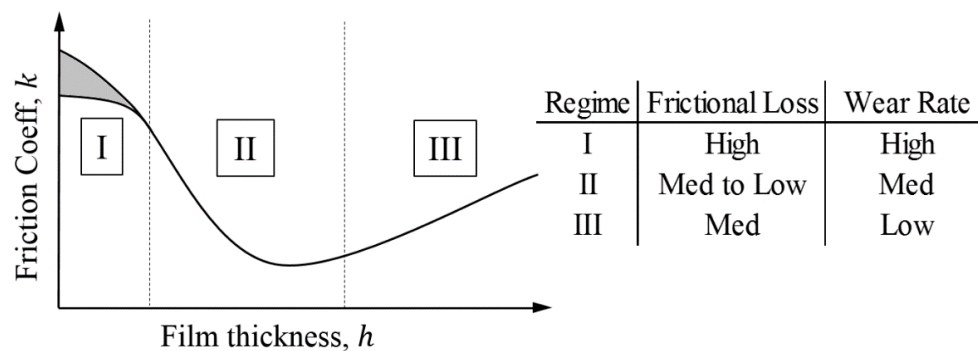 Friction Coeff, k
I
II
III
Film thickness, h
Regime Frictional Loss Wear Rate
I High High
II Med to Low Med
III Med Low